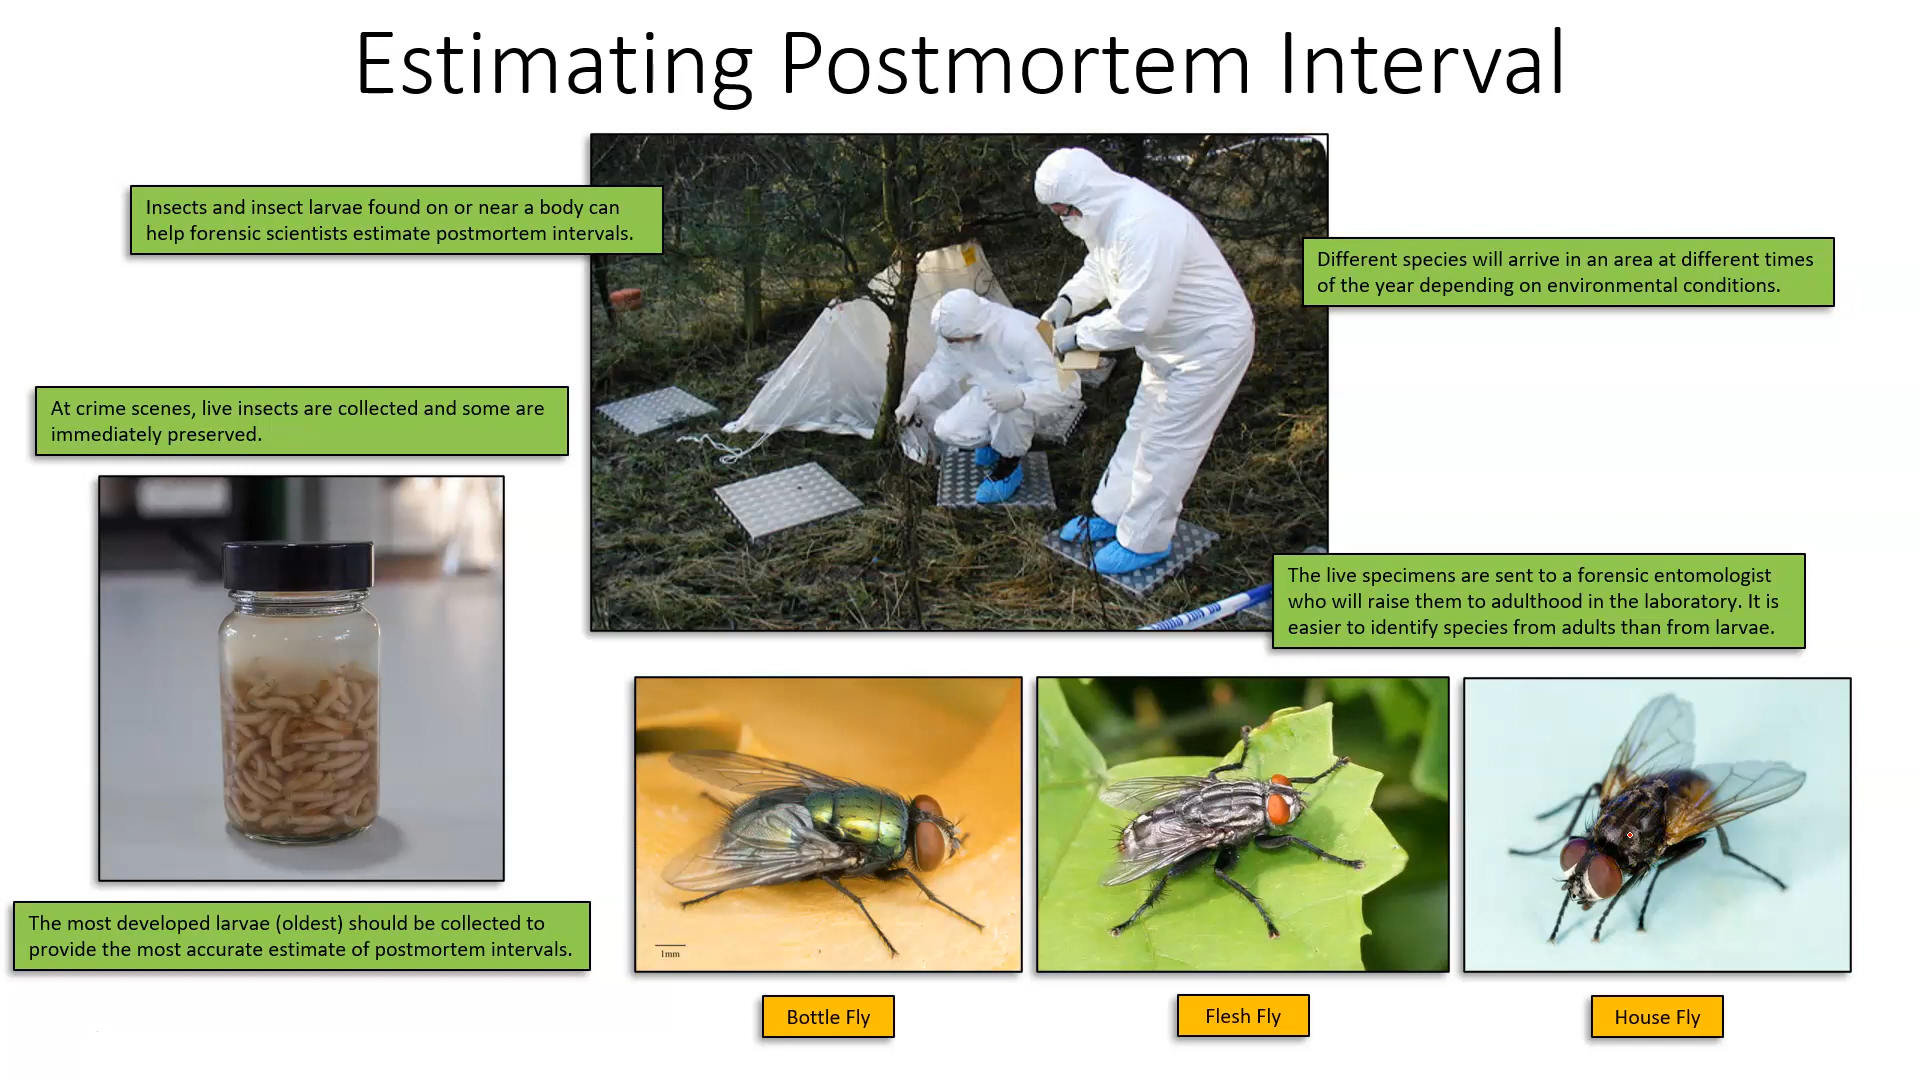 Estimating Postmortem Interval
Insects and insect larvae found on or near a body can
help forensic scientists estimate postmortem intervals.
Different species will arrive in an area at different times
of the year depending on environmental conditions.
At crime scenes, live insects are collected and some are
immediately preserved.
The live specimens are sent to a forensic entomologist
who will raise them to adulthood in the laboratory. It is
easier to identify species from adults than from larvae.
The most developed larvae (oldest) should be collected to
provide the most accurate estimate of postmortem intervals.
1mm
Bottle Fly
Flesh Fly
House Fly